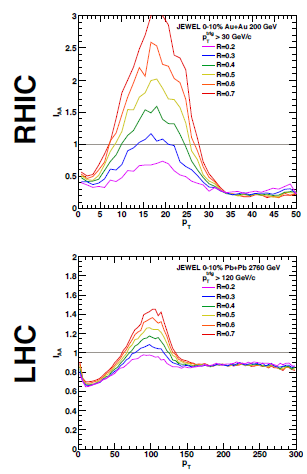 RHIC
JEWEL 0-10% Au+Au 200 GeV
p_T^trig > 30 GeV/c
R=0.2
R=0.3
R=0.4
R=0.5
R=0.6
R=0.7
I_AA
3
2.5
2
1.5
1
0.5
0
0 5 10 15 20 25 30 35 40 45 50
p_T
LHC
JEWEL 0-10% Pb+Pb 2760 GeV
p_T^trig > 120 GeV/c
R=0.2
R=0.3
R=0.4
R=0.5
R=0.6
R=0.7
I_AA
2
1.8
1.6
1.4
1.2
1
0.8
0.6
0.4
0.2
0
0 50 100 150 200 250 300
p_T